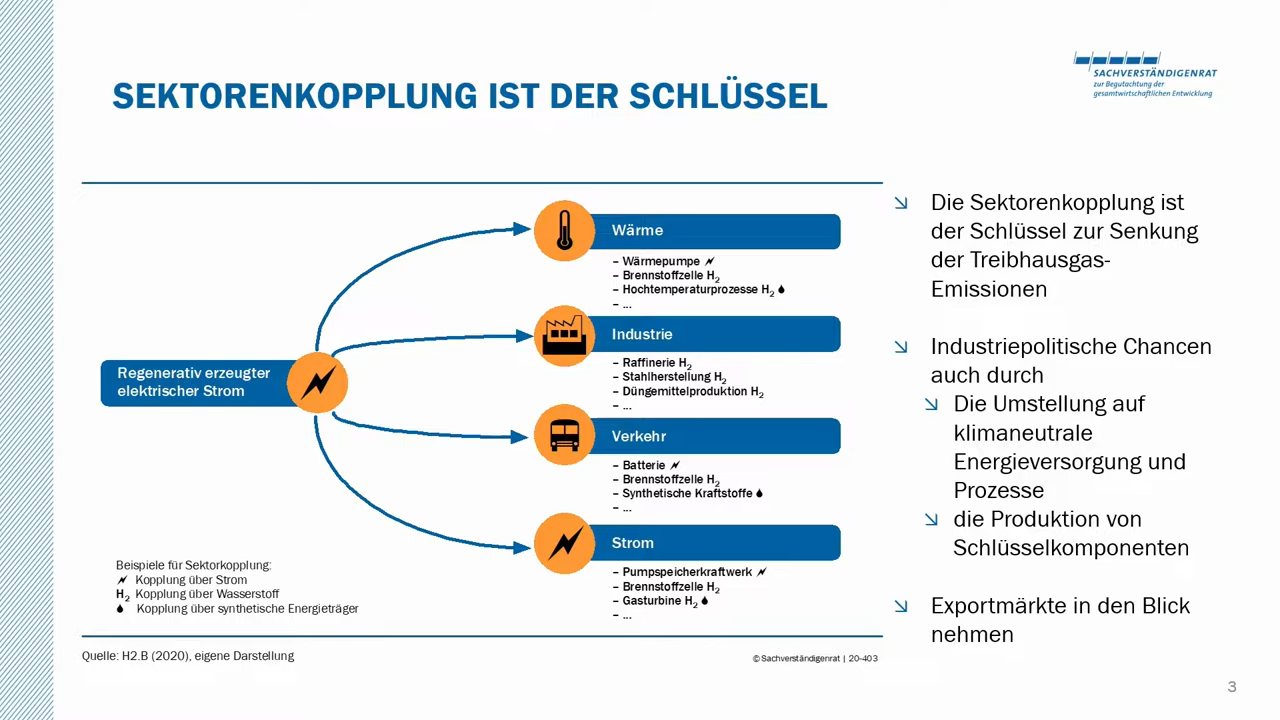 SEKTORENKOPPLUNG IST DER SCHLÜSSEL
SACHVERSTÄNDIGENRAT
zur Begutachtung der
gesamtwirtschaftlichen Entwicklung
Regenerativ erzeugter
elektrischer Strom
Wärme
– Wärmepumpe
– Brennstoffzelle H2
– Hochtemperaturprozesse H2
– ...
Industrie
– Raffinerie H2
– Stahlherstellung H2
– Düngemittelproduktion H2
– ...
Verkehr
– Batterie
– Brennstoffzelle H2
– Synthetische Kraftstoffe
– ...
Strom
– Pumpspeicherkraftwerk
– Brennstoffzelle H2
– Gasturbine H2
– ...
Beispiele für Sektorkopplung:
Kopplung über Strom
H2 Kopplung über Wasserstoff
Kopplung über synthetische Energieträger
Quelle: H2.B (2020), eigene Darstellung
© Sachverständigenrat | 20-403
Die Sektorenkopplung ist
der Schlüssel zur Senkung
der Treibhausgas-
Emissionen
Industriepolitische Chancen
auch durch
Die Umstellung auf
klimaneutrale
Energieversorgung und
Prozesse
die Produktion von
Schlüsselkomponenten
Exportmärkte in den Blick
nehmen
3